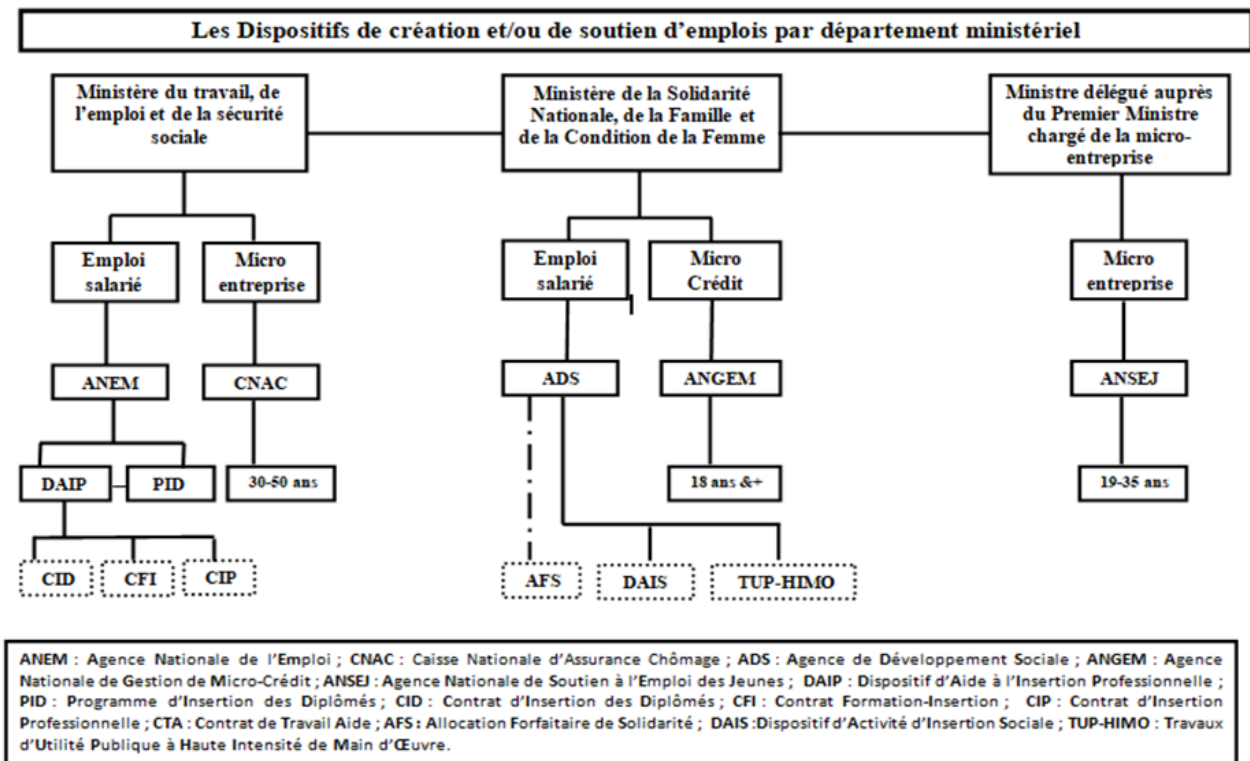 Les Dispositifs de création et/ou de soutien d'emplois par département ministériel
Ministère du travail, de
l'emploi et de la sécurité
sociale
Ministère de la Solidarité
Nationale, de la Famille et
de la Condition de la Femme
Ministre délégué auprès
du Premier Ministre
chargé de la micro-
entreprise
Emploi
salarié
Micro
entreprise
Emploi
salarié
Micro
Crédit
Micro
entreprise
ANEM
CNAC
ADS
ANGEM
ANSEJ
DAIP
PID
30-50 ans
18 ans &+
19-35 ans
CID
CFI
CIP
AFS
DAIS
TUP-HIMO
ANEM : Agence Nationale de l'Emploi ; CNAC : Caisse Nationale d'Assurance Chômage ; ADS : Agence de Développement Sociale ; ANGEM : Agence
Nationale de Gestion de Micro-Crédit ; ANSEJ : Agence Nationale de Soutien à l'Emploi des Jeunes ; DAIP : Dispositif d'Aide à l'Insertion Professionnelle ;
PID : Programme d'Insertion des Diplômés ; CID : Contrat d'Insertion des Diplômés ; CFI : Contrat Formation-Insertion ; CIP : Contrat d'Insertion
Professionnelle ; CTA : Contrat de Travail Aide ; AFS : Allocation Forfaitaire de Solidarité ; DAIS :Dispositif d'Activité d'Insertion Sociale ; TUP-HIMO : Travaux
d'Utilité Publique à Haute Intensité de Main d'Œuvre.